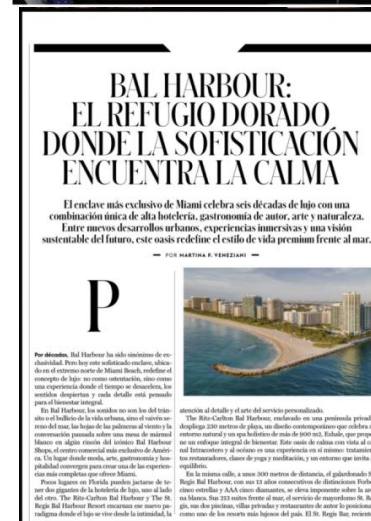 BAL HARBOUR:
EL REFUGIO DORADO
DONDE LA SOFISTICACIÓN
ENCUENTRA LA CALMA
El enclave más exclusivo de Miami celebra seis décadas de lujo con una
combinación única de alta hotelería, gastronomía de autor, arte y naturaleza.
Entre nuevos desarrollos urbanos, experiencias inmersivas y una visión
sustentable del futuro, este oasis redefine el estilo de vida premium frente al mar.
POR MARTINA F. VENEZIANI
P
Por décadas, Bal Harbour ha sido sinónimo de ex-
clusividad. Pero hoy este sofisticado enclave, ubica-
do en el extremo norte de Miami Beach, redefine el
concepto de lujo: no como ostentación, sino como
una experiencia donde el tiempo se desacelera, los
sentidos despiertan y cada detalle está pensado
para el bienestar integral.
En Bal Harbour, los sonidos no son los del trán-
sito o el bullicio de la vida urbana, sino el vaivén se-
reno del mar, las hojas de las palmeras al viento y la
conversación pausada sobre una mesa de mármol
blanco en algún rincón del icónico Bal Harbour
Shops, el centro comercial más exclusivo de Améri-
ca. Un lugar donde moda, arte, gastronomía y hos-
pitalidad convergen para crear una de las experien-
cias más completas que ofrece Miami.
Pocos lugares en Florida pueden jactarse de te-
ner dos gigantes de la hotelería de lujo, uno al lado
del otro. The Ritz-Carlton Bal Harbour y The St.
Regis Bal Harbour Resort encarnan ese nuevo pa-
radigma donde el lujo se vive desde la intimidad, la
atención al detalle y el arte del servicio personalizado.
The Ritz-Carlton Bal Harbour, enclavado en una península privada,
despliega 230 metros de playa, un diseño contemporáneo que celebra
entorno natural y un spa holístico de más de 900 m2, Exhale, que propo-
ne un enfoque integral de bienestar. Este oasis de calma con vista al ca-
nal Intracostero y al océano es una experiencia en sí mismo: tratamien-
tos restauradores, clases de yoga y meditación, y un entorno que invita
equilibrio.
En la misma calle, a unos 300 metros de distancia, el galardonado
Regis Bal Harbour, con sus 13 años consecutivos de distinciones Forbes
cinco estrellas y AAA cinco diamantes, se eleva imponente sobre la are-
na blanca. Sus 213 suites frente al mar, el servicio de mayordomo St.
gis, sus dos piscinas, villas privadas y restaurantes de autor lo posicionan
como uno de los resorts más lujosos del país. El St. Regis Bar,